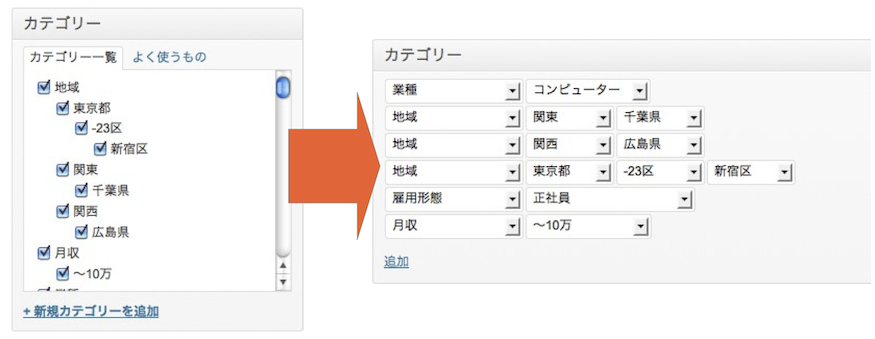 カテゴリー
カテゴリー一覧 よく使うもの
地域
東京都
-23区
新宿区
関東
千葉県
関西
広島県
月収
〜10万
+ 新規カテゴリーを追加
カテゴリー
業種 コンピューター
地域 関東 千葉県
地域 関西 広島県
地域 東京都 -23区 新宿区
雇用形態 正社員
月収 〜10万
追加